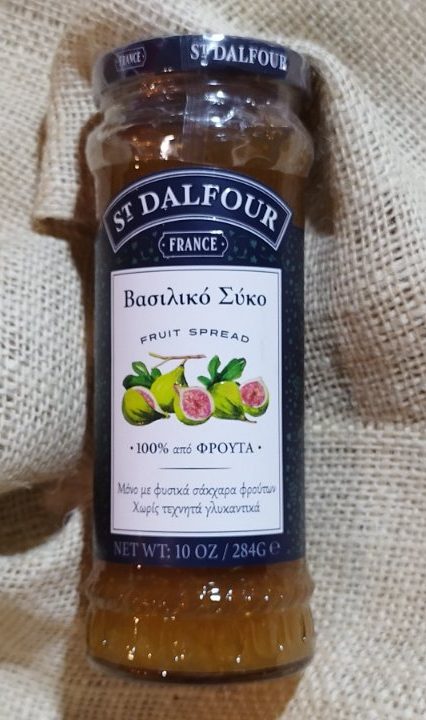 FRANCE
ST DALFOUR
ST DALFOUR
FRANCE
Βασιλικό Σύκο
FRUIT SPREAD
• 100% από ΦΡΟΥΤΑ •
Μόνο με φυσικά σάκχαρα φρούτων
Χωρίς τεχνητά γλυκαντικά
NET WT: 10 OZ / 284G ℮